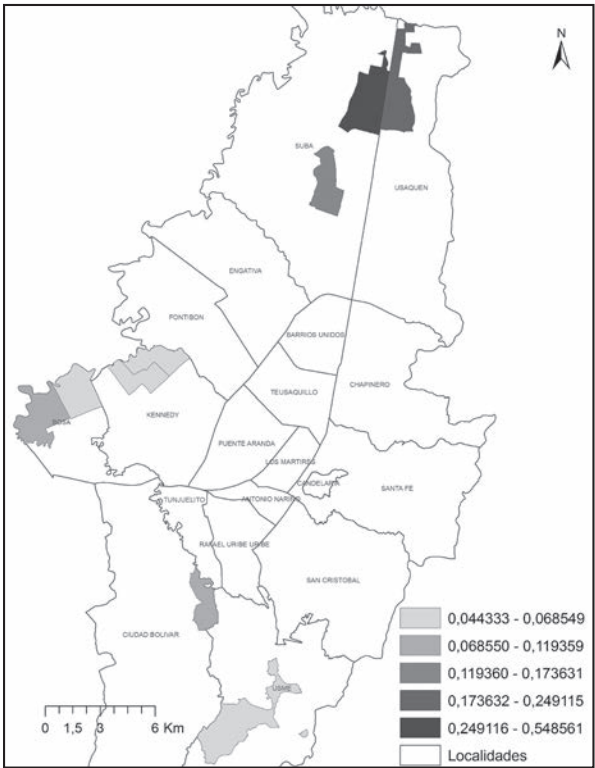 N
SUBA
USAQUEN
ENGATIVA
FONTIBON
BARRIOS UNIDOS
TEUSAQUILLO
CHAPINERO
BOSA
KENNEDY
PUENTE ARANDA
LOS MARTIRES
CANDELARIA
SANTA FE
TUNJUELITO
ANTONIO NARIÑO
RAFAEL URIBE URIBE
SAN CRISTOBAL
CIUDAD BOLIVAR
USME
0,044333 - 0,068549
0,068550 - 0,119359
0,119360 - 0,173631
0,173632 - 0,249115
0,249116 - 0,548561
Localidades
0 1,5 3 6 Km